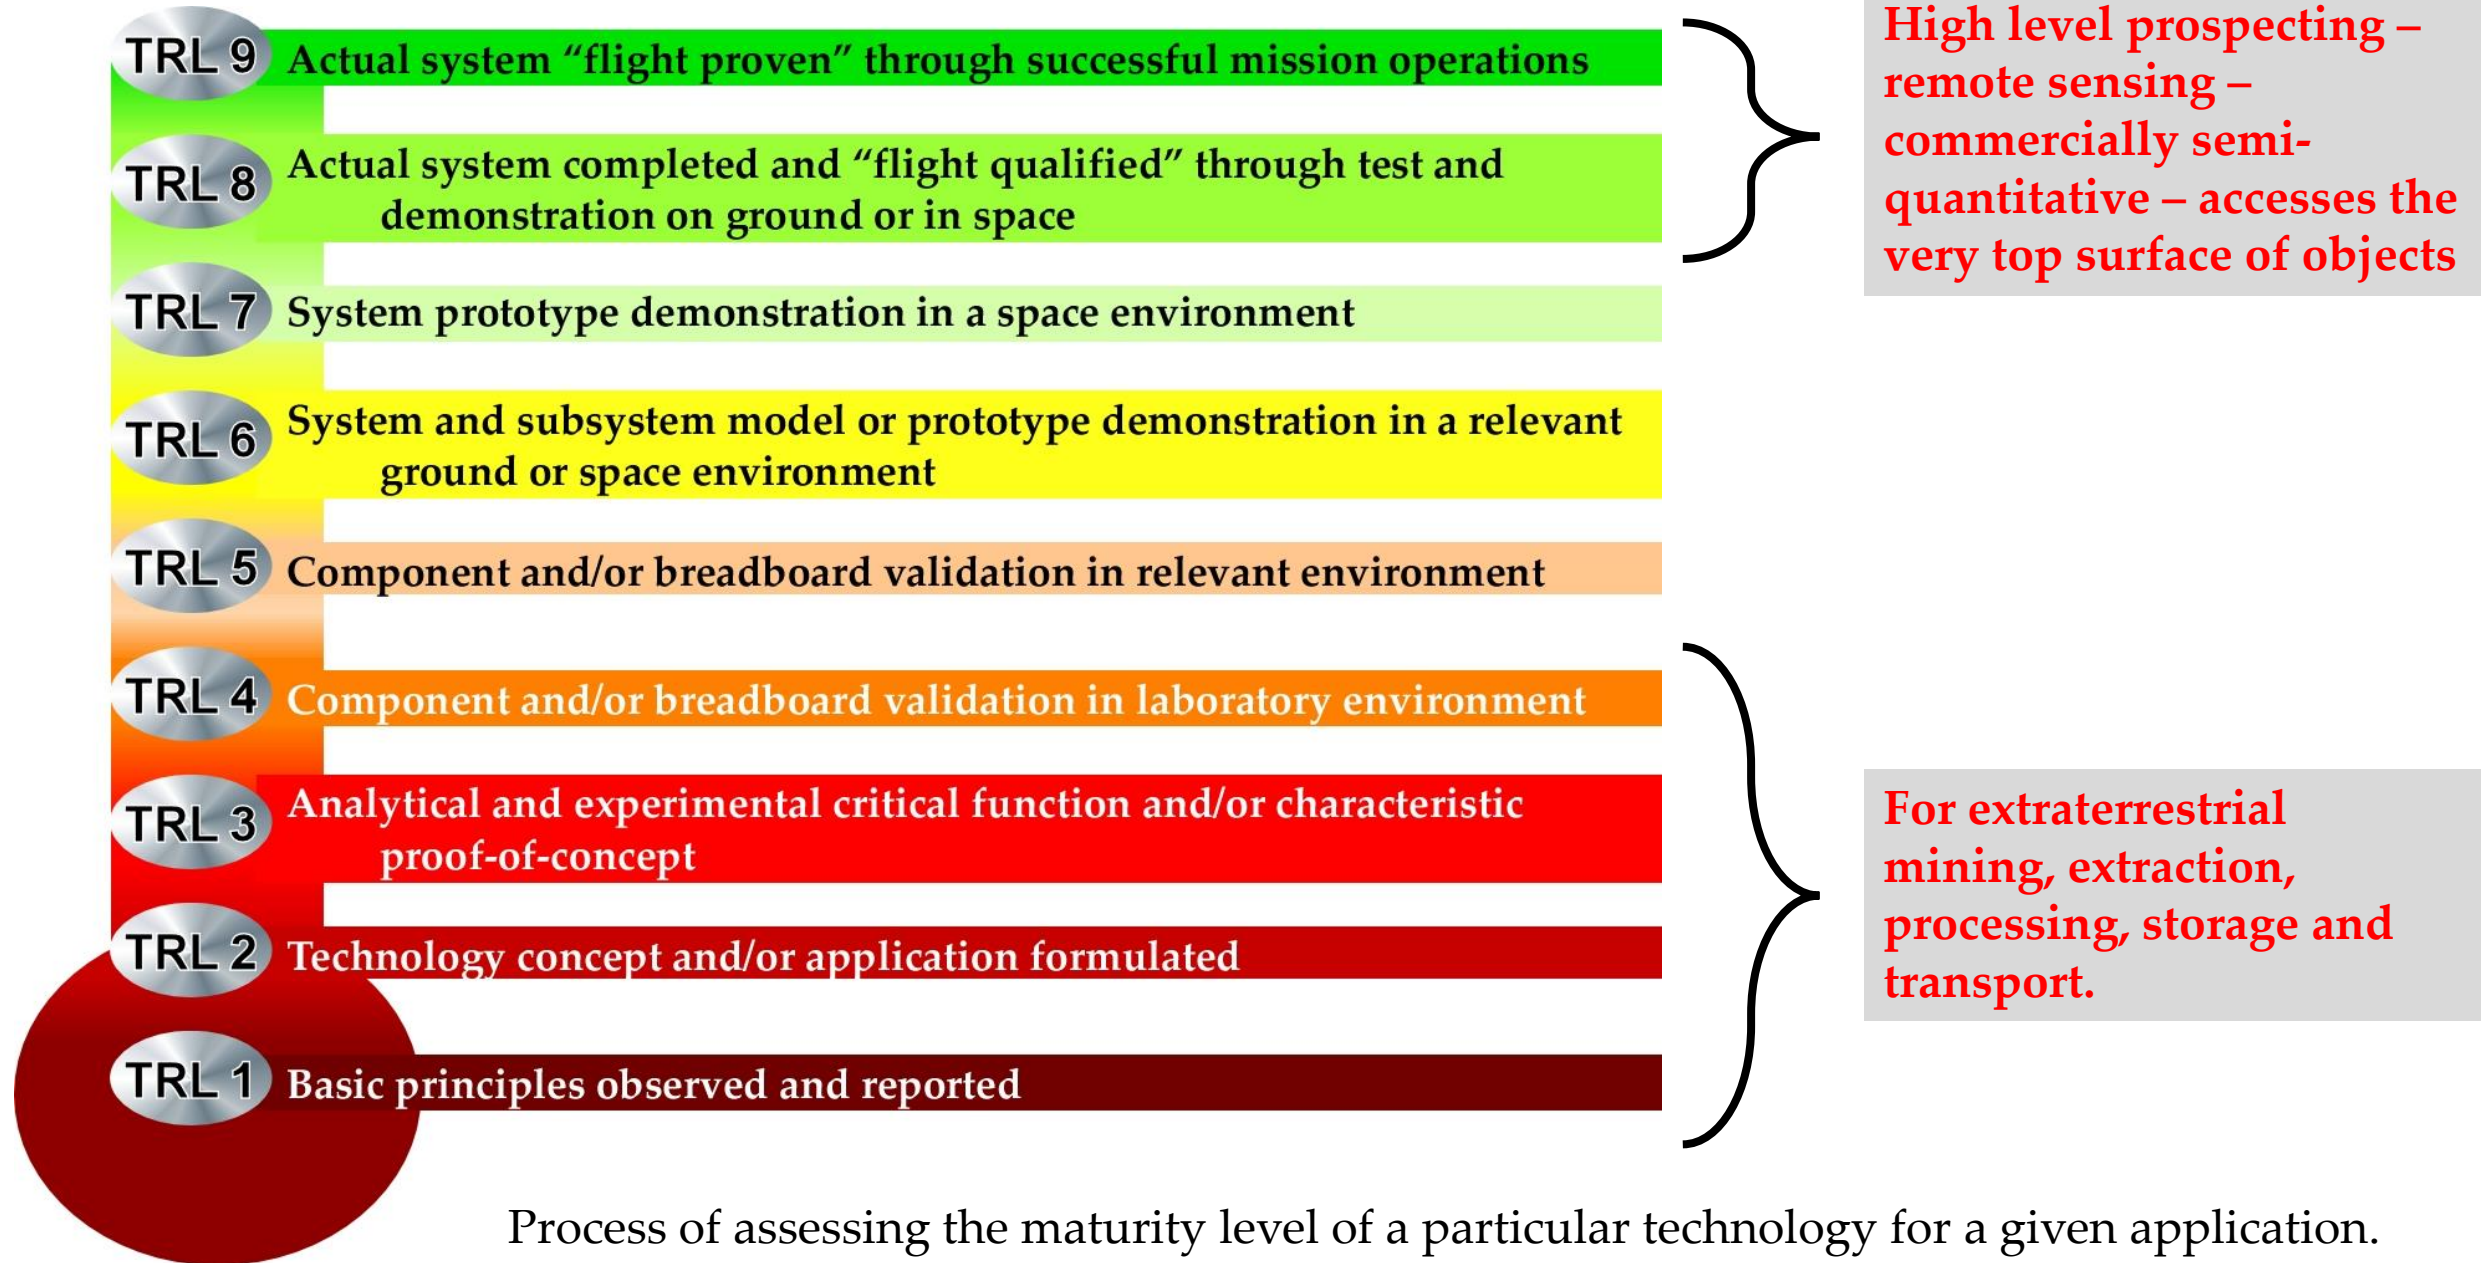 TRL 9 Actual system “flight proven” through successful mission operations
TRL 8 Actual system completed and “flight qualified” through test and
demonstration on ground or in space
TRL 7 System prototype demonstration in a space environment
TRL 6 System and subsystem model or prototype demonstration in a relevant
ground or space environment
TRL 5 Component and/or breadboard validation in relevant environment
TRL 4 Component and/or breadboard validation in laboratory environment
TRL 3 Analytical and experimental critical function and/or characteristic
proof-of-concept
TRL 2 Technology concept and/or application formulated
TRL 1 Basic principles observed and reported
High level prospecting –
remote sensing –
commercially semi-
quantitative – accesses the
very top surface of objects
For extraterrestrial
mining, extraction,
processing, storage and
transport.
Process of assessing the maturity level of a particular technology for a given application.